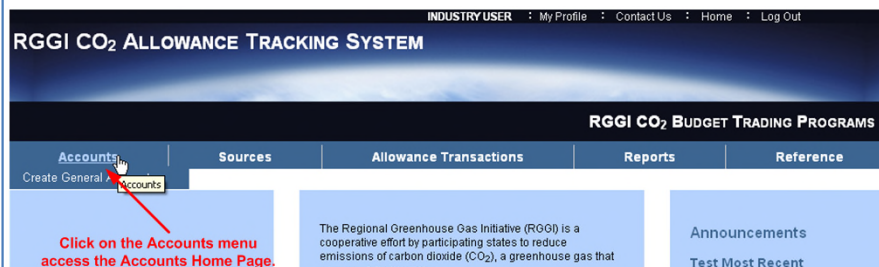 INDUSTRY USER : My Profile : Contact Us : Home : Log Out
RGGI CO₂ ALLOWANCE TRACKING SYSTEM
RGGI CO₂ BUDGET TRADING PROGRAMS
Accounts Sources Allowance Transactions Reports Reference
Create General
Accounts
Click on the Accounts menu
access the Accounts Home Page.
The Regional Greenhouse Gas Initiative (RGGI) is a
cooperative effort by participating states to reduce
emissions of carbon dioxide (CO₂), a greenhouse gas that
Announcements
Test Most Recent